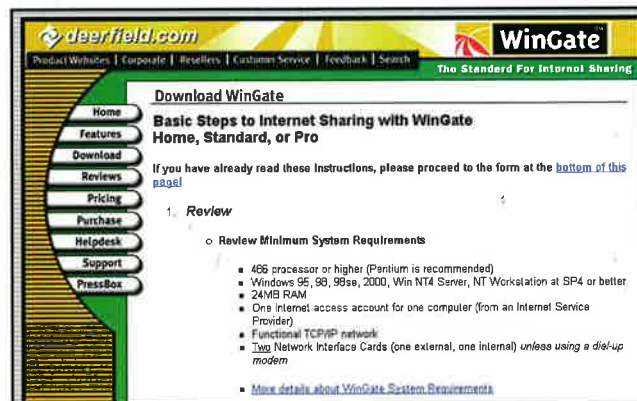 deerfield.com
WinGate
Product Websites | Corporate | Resellers | Customer Service | Feedback | Search
The Standard For Internet Sharing
Download WinGate
Home
Features
Download
Reviews
Pricing
Purchase
Helpdesk
Support
PressBox
Basic Steps to Internet Sharing with WinGate
Home, Standard, or Pro
If you have already read these instructions, please proceed to the form at the bottom of this
page!
1. Review
○ Review Minimum System Requirements
■ 486 processor or higher (Pentium is recommended)
■ Windows 95, 98, 98se, 2000, Win NT4 Server, NT Workstation at SP4 or better
■ 24MB RAM
■ One Internet access account for one computer (from an Internet Service
Provider)
■ Functional TCP/IP network
■ Two Network Interface Cards (one external, one internal) unless using a dial-up
modem
■ More details about WinGate System Requirements